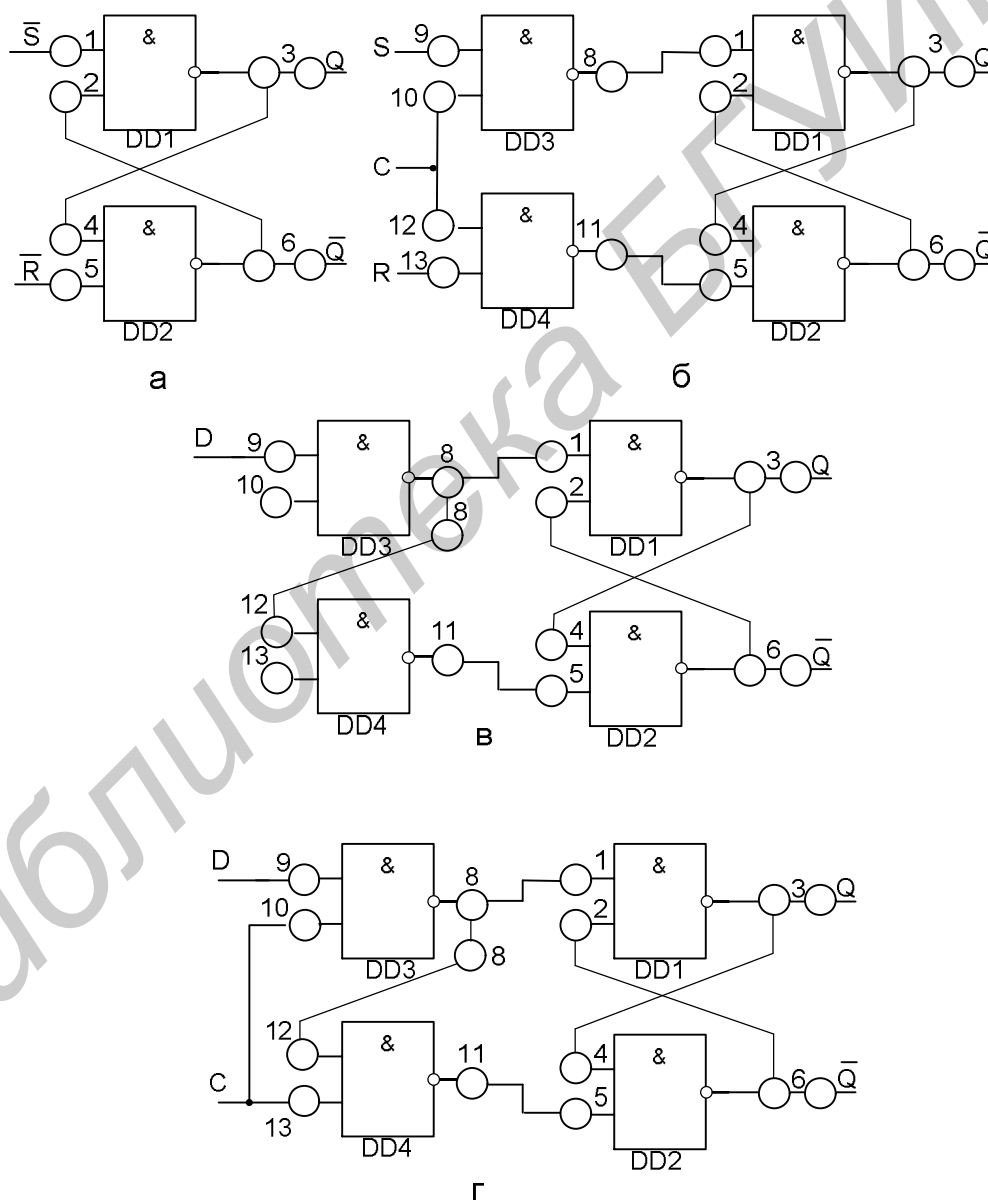 S̅ 1 & 3 Q
2
DD1
4 &
R̅ 5 6 Q̅
DD2
а
S 9 & 8 1 & 3 Q
10 2
DD3 DD1
C
12 & 11 4 &
R 13 5 6 Q̅
DD4 DD2
б
D 9 & 8 1 & 3 Q
10 8 2
DD3 DD1
12 & 11 4 &
13 5 6 Q̅
DD4 DD2
в
D 9 & 8 1 & 3 Q
10 2
DD3 8 DD1
12 & 11 4 &
C 13 5 6 Q̅
DD4 DD2
г
Библиотека БГУИ